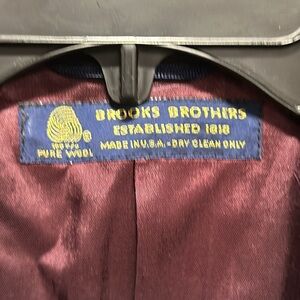 BROOKS BROTHERS
ESTABLISHED 1818
MADE IN U.S.A. - DRY CLEAN ONLY
PURE WOOL